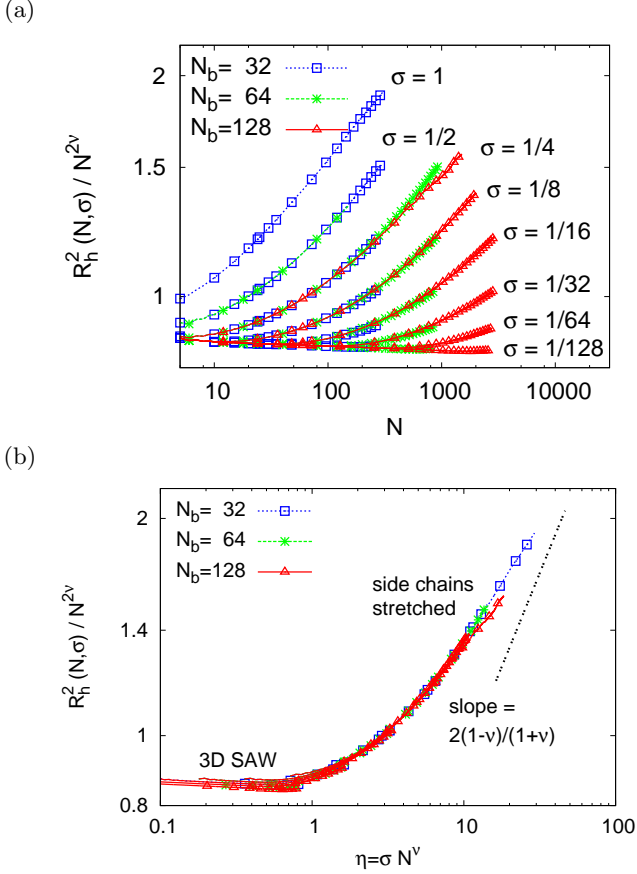 (a)
2
1.5
1
R_h^2 (N,σ) / N^{2ν}
N_b= 32
N_b= 64
N_b=128
σ = 1
σ = 1/2
σ = 1/4
σ = 1/8
σ = 1/16
σ = 1/32
σ = 1/64
σ = 1/128
10 100 1000 10000
N
(b)
2
1.4
1
0.8
R_h^2 (N,σ) / N^{2ν}
N_b= 32
N_b= 64
N_b=128
side chains
stretched
3D SAW
slope =
2(1-ν)/(1+ν)
0.1 1 10 100
η=σ N^ν